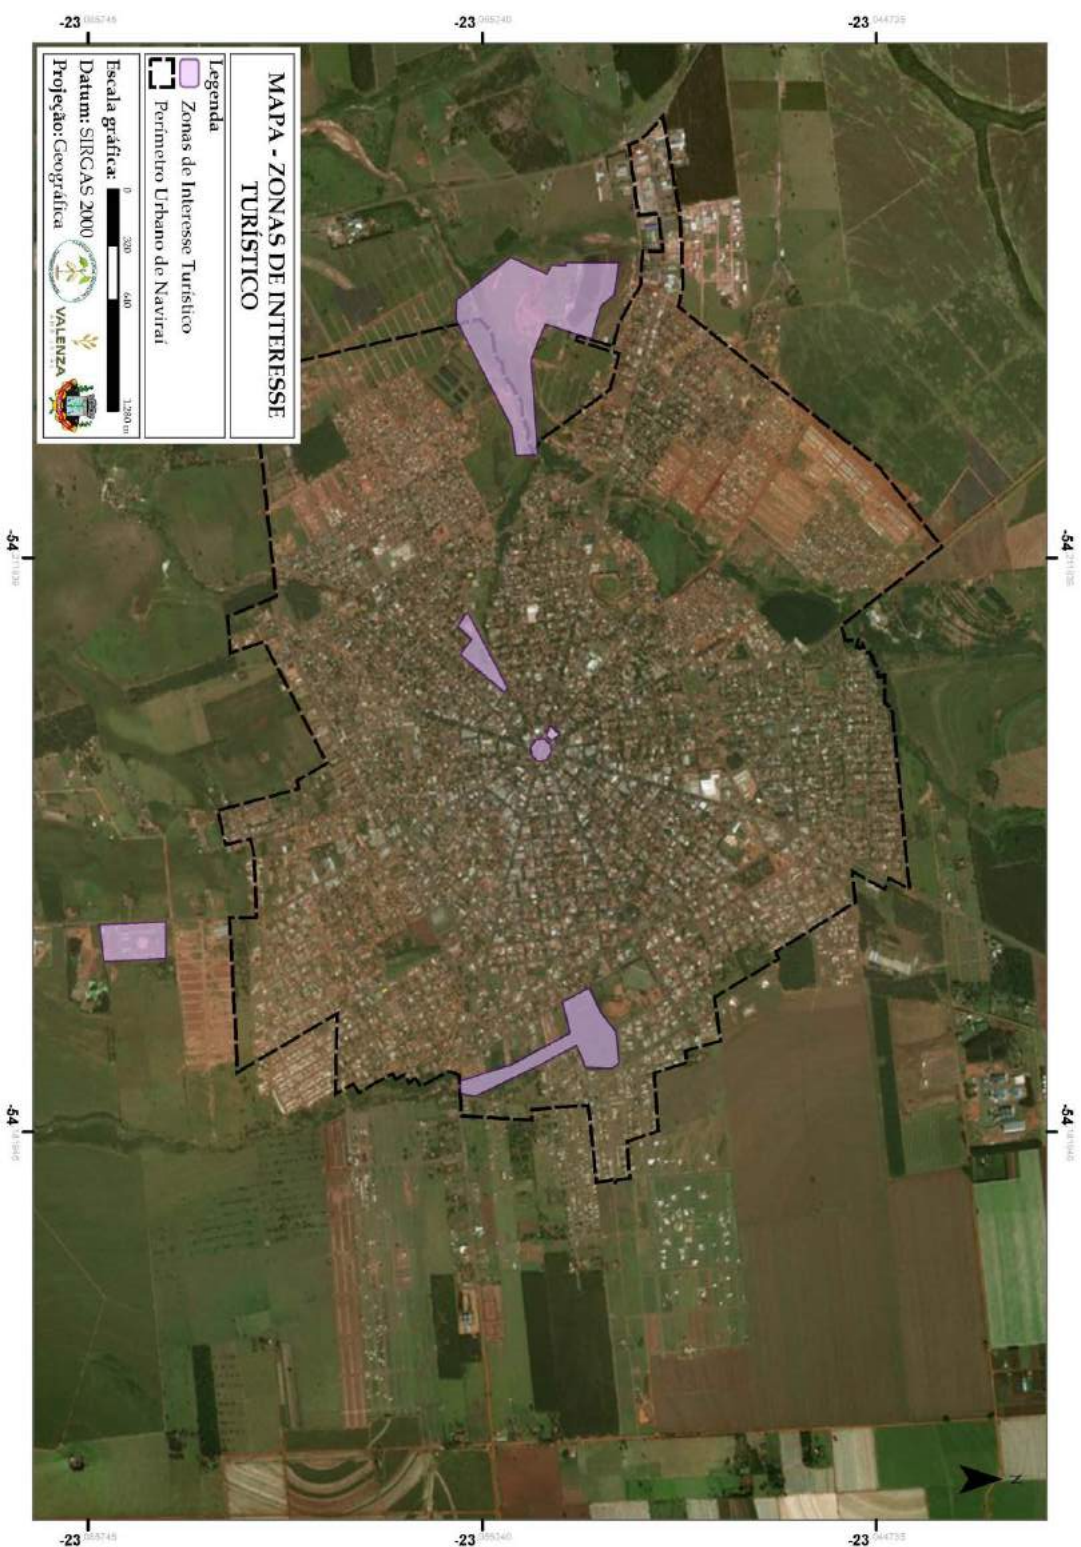 MAPA - ZONAS DE INTERESSE
TURÍSTICO
Legenda
Zonas de Interesse Turístico
Perímetro Urbano de Naviraí
Escala gráfica: 0 320 640 1.280 m
Datum: SIRGAS 2000
Projeção: Geográfica
VALENZA
-23
-23
-23
-54
-54
-54
-54
-23
-23
-23
N